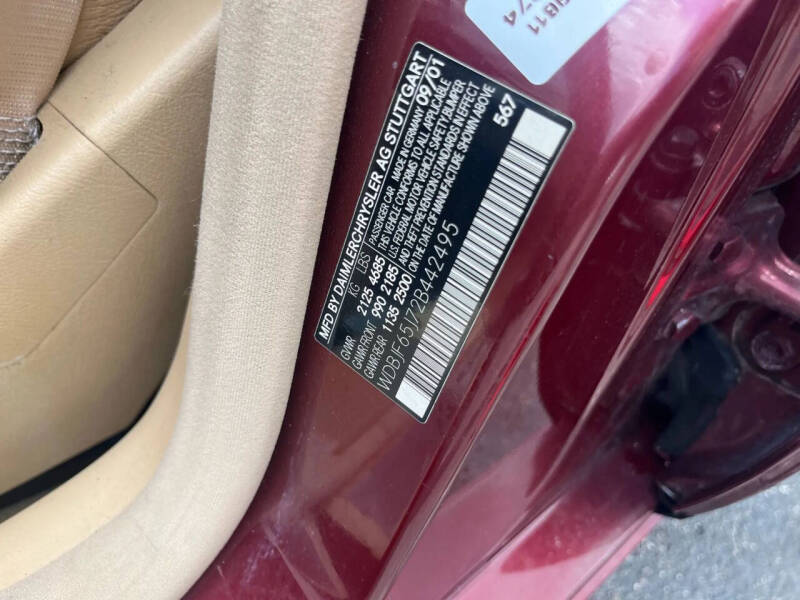 MFD BY DAIMLERCHRYSLER AG STUTTGART
KG LBS PASSENGER CAR MADE IN GERMANY 09/01
GVWR 2125 4685 THIS VEHICLE CONFORMS TO ALL APPLICABLE
GAWR FRONT 990 2185 U.S. FEDERAL MOTOR VEHICLE SAFETY, BUMPER
GAWR REAR 1135 2500 AND THEFT PREVENTION STANDARDS IN EFFECT
ON THE DATE OF MANUFACTURE SHOWN ABOVE
WDBJF65J72B442495 567